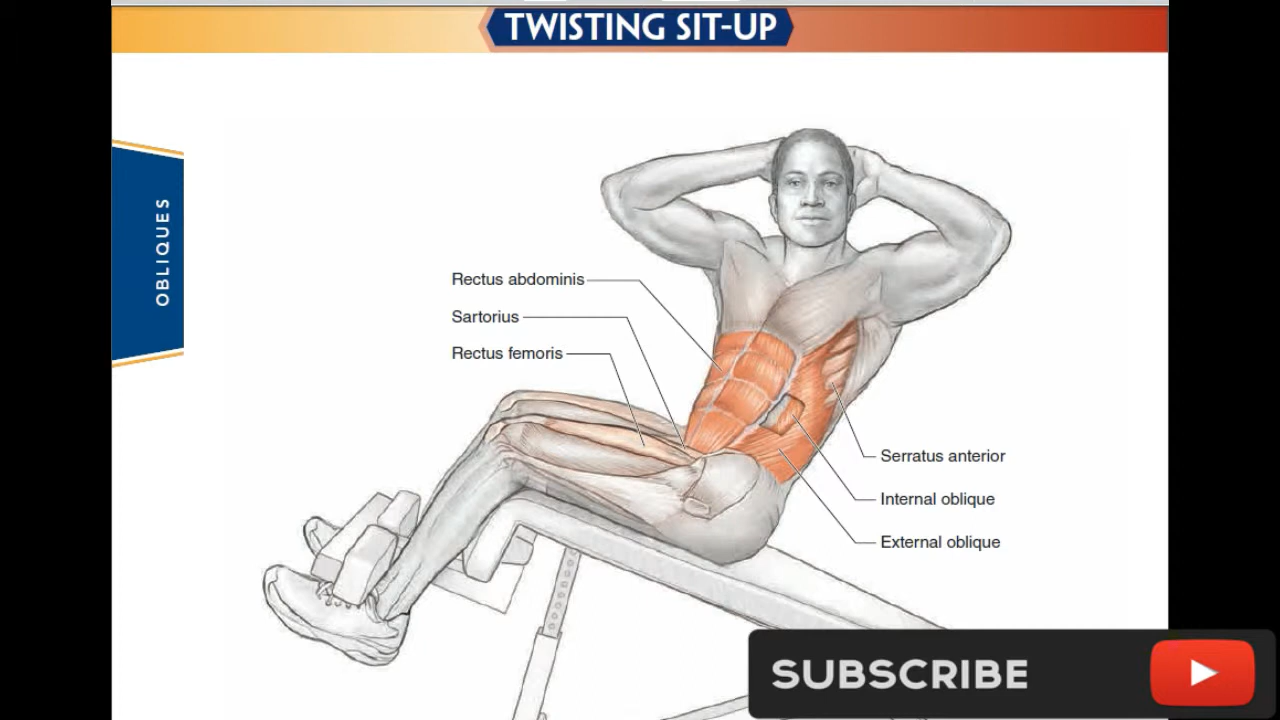 TWISTING SIT-UP
OBLIQUES
Rectus abdominis
Sartorius
Rectus femoris
Serratus anterior
Internal oblique
External oblique
SUBSCRIBE